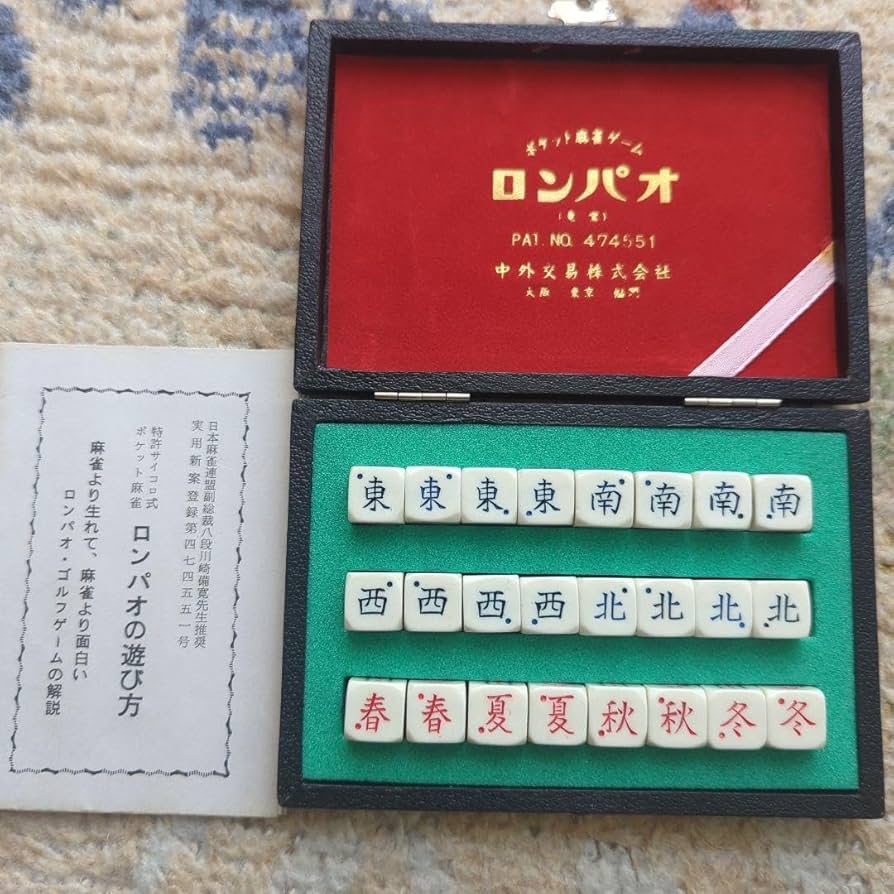 ポケット麻雀ゲーム
ロンパオ
PAT. NO. 474551
中外交易株式会社
大阪 東京 福岡
東 東 東 東 南 南 南 南
西 西 西 西 北 北 北 北
春 春 夏 夏 秋 秋 冬 冬
日本麻雀連盟副総裁八段川崎備寛先生推奨
実用新案登録第四七四五五一号
特許サイコロ式
ポケット麻雀
ロンパオの遊び方
麻雀より生れて、麻雀より面白い
ロンパオ・ゴルフゲームの解説